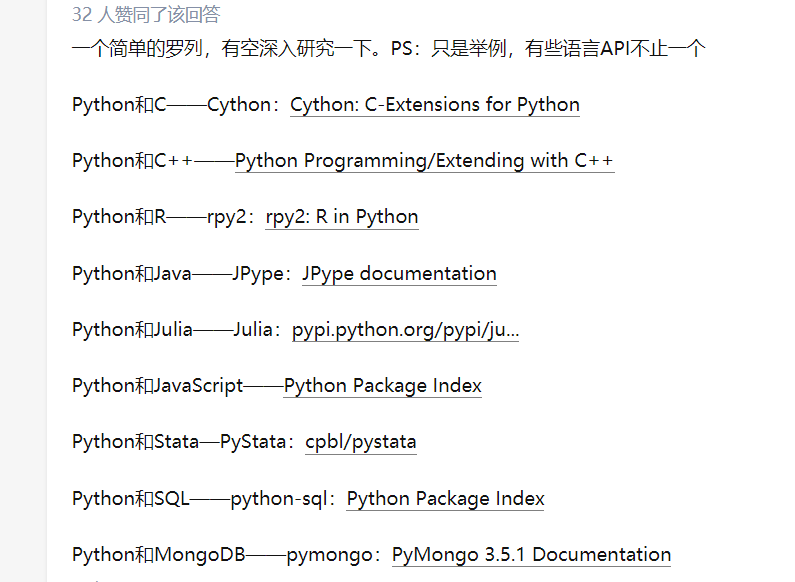 32 人赞同了该回答
一个简单的罗列，有空深入研究一下。PS：只是举例，有些语言API不止一个
Python和C——Cython：Cython: C-Extensions for Python
Python和C++——Python Programming/Extending with C++
Python和R——rpy2：rpy2: R in Python
Python和Java——JPype：JPype documentation
Python和Julia——Julia：pypi.python.org/pypi/ju...
Python和JavaScript——Python Package Index
Python和Stata—PyStata：cpbl/pystata
Python和SQL——python-sql：Python Package Index
Python和MongoDB——pymongo：PyMongo 3.5.1 Documentation